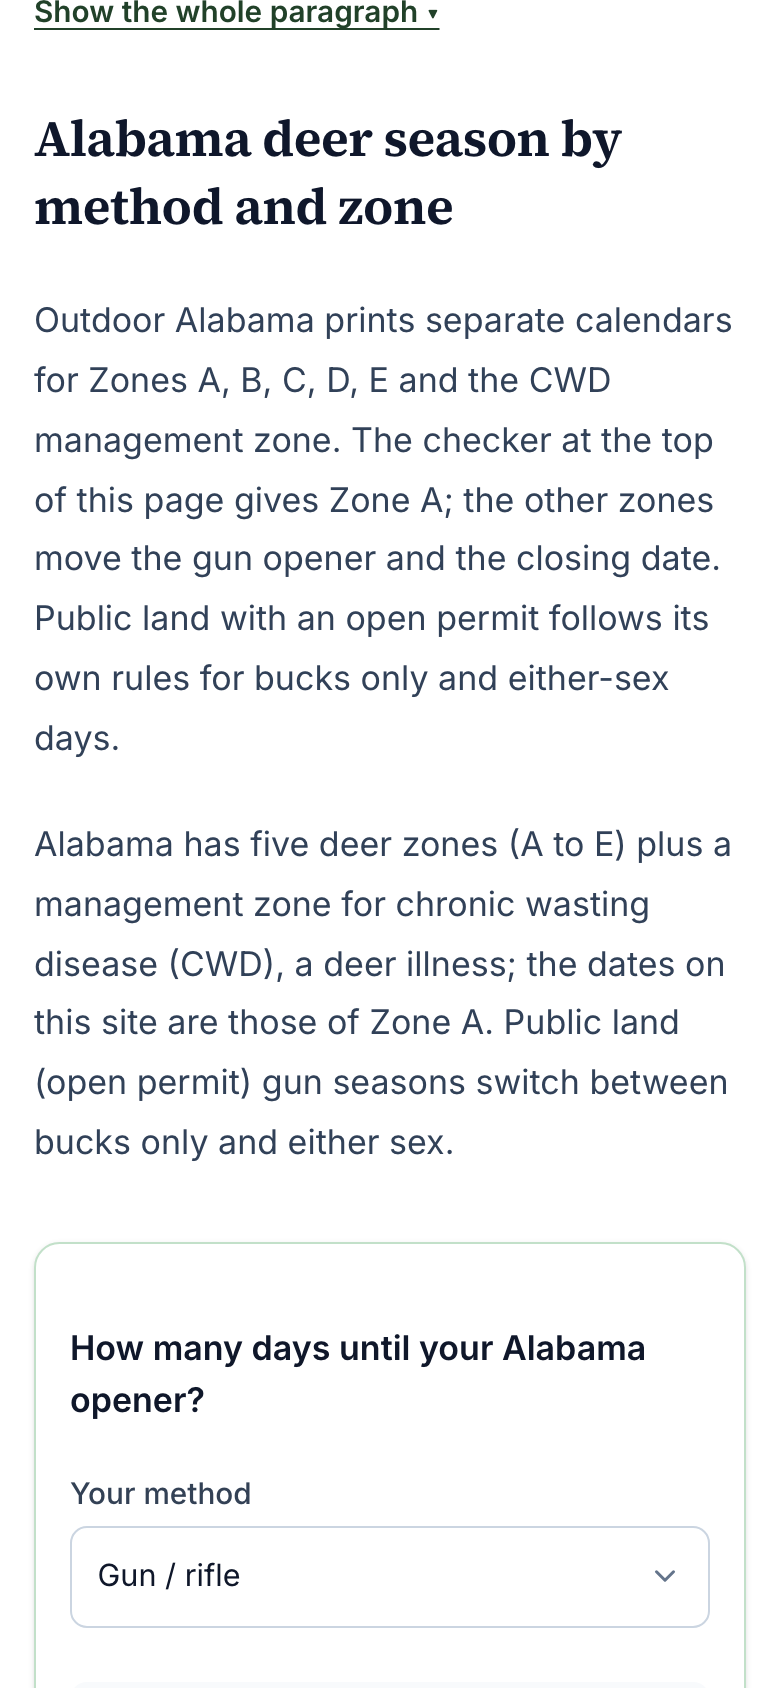 Show the whole paragraph ▾
Alabama deer season by
method and zone
Outdoor Alabama prints separate calendars
for Zones A, B, C, D, E and the CWD
management zone. The checker at the top
of this page gives Zone A; the other zones
move the gun opener and the closing date.
Public land with an open permit follows its
own rules for bucks only and either-sex
days.
Alabama has five deer zones (A to E) plus a
management zone for chronic wasting
disease (CWD), a deer illness; the dates on
this site are those of Zone A. Public land
(open permit) gun seasons switch between
bucks only and either sex.
How many days until your Alabama
opener?
Your method
Gun / rifle